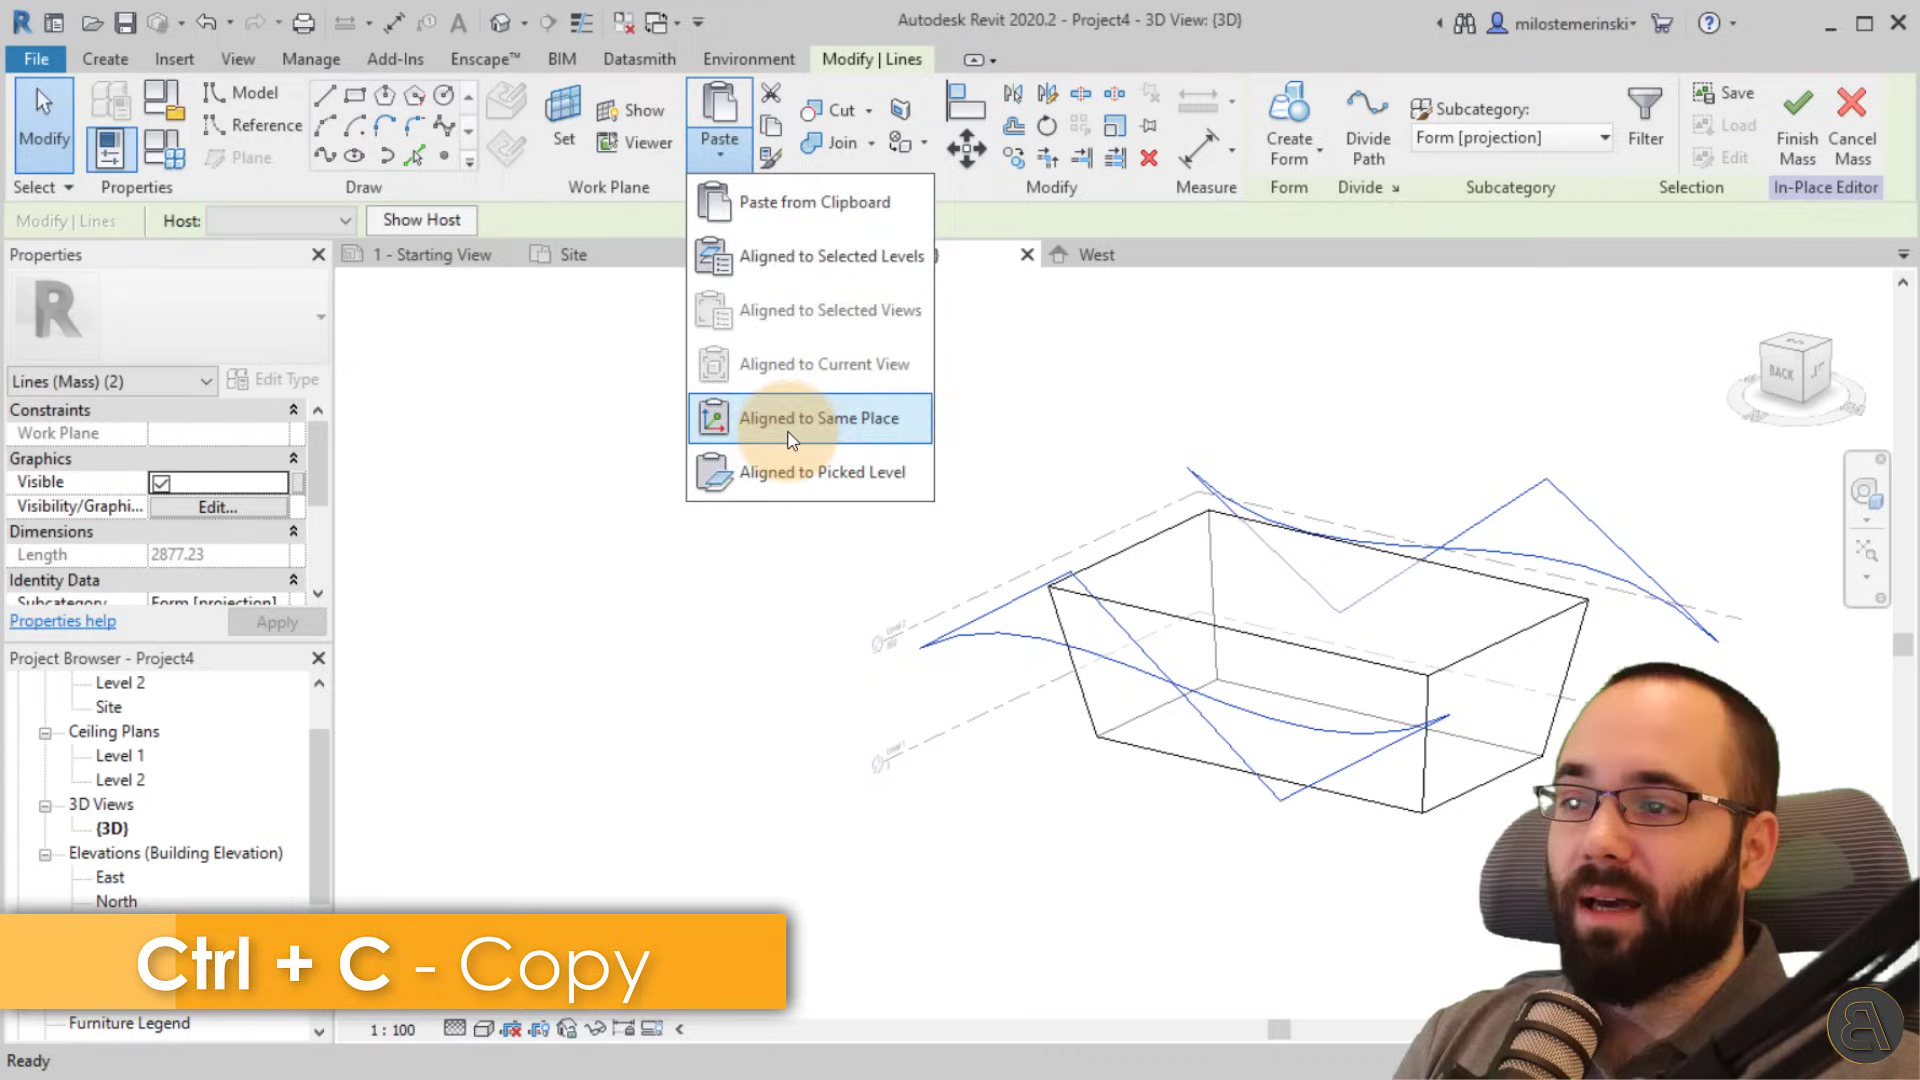 Autodesk Revit 2020.2 - Project4 - 3D View: {3D}
milostemerinski
File Create Insert View Manage Add-Ins Enscape™ BIM Datasmith Environment Modify | Lines
Modify
Model
Reference
Plane
Set
Show
Viewer
Paste
Cut
Join
Create Form
Divide Path
Subcategory:
Form [projection]
Filter
Save
Load
Edit
Finish Mass
Cancel Mass
Select Properties Draw Work Plane Modify Measure Form Divide Subcategory Selection In-Place Editor
Modify | Lines Host: Show Host
Paste from Clipboard
Aligned to Selected Levels
Aligned to Selected Views
Aligned to Current View
Aligned to Same Place
Aligned to Picked Level
Properties
1 - Starting View Site West
R
Lines (Mass) (2) Edit Type
Constraints
Work Plane
Graphics
Visible
Visibility/Graphi... Edit...
Dimensions
Length 2877.23
Identity Data
Subcategory Form [projection]
Properties help Apply
Project Browser - Project4
Level 2
Site
Ceiling Plans
Level 1
Level 2
3D Views
{3D}
Elevations (Building Elevation)
East
North
Furniture Legend
BACK
Ctrl + C - Copy
1 : 100
Ready